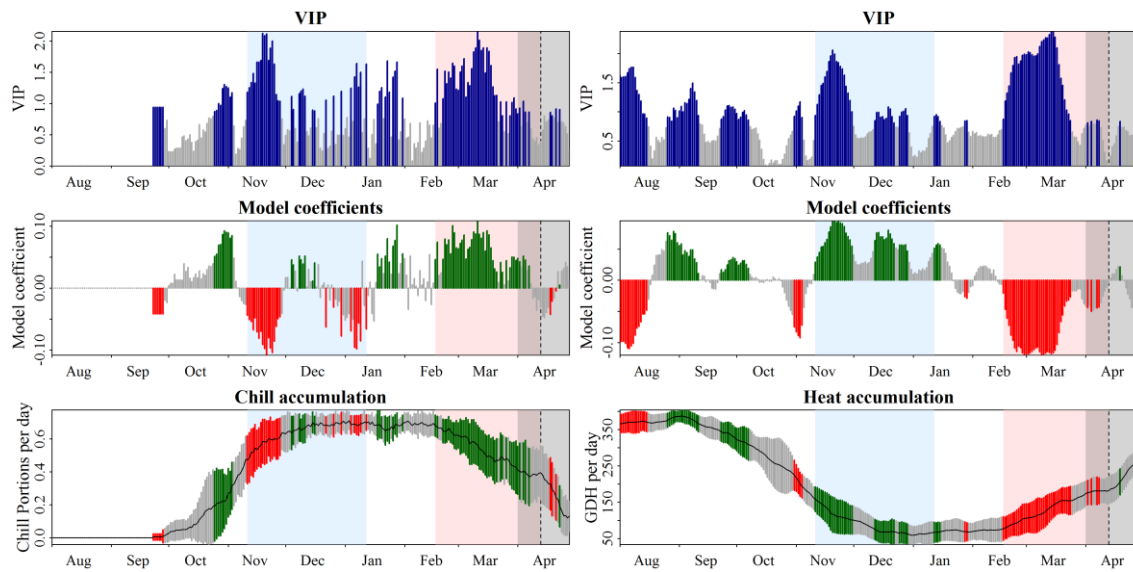 VIP
VIP
2.0
1.5
1.0
0.5
0.0
Aug Sep Oct Nov Dec Jan Feb Mar Apr
VIP
VIP
1.5
0.5
Aug Sep Oct Nov Dec Jan Feb Mar Apr
Model coefficients
Model coefficient
0.10
0.00
-0.10
Aug Sep Oct Nov Dec Jan Feb Mar Apr
Model coefficients
Model coefficient
0.00
-0.10
Aug Sep Oct Nov Dec Jan Feb Mar Apr
Chill accumulation
Chill Portions per day
0.6
0.4
0.2
0.0
Aug Sep Oct Nov Dec Jan Feb Mar Apr
Heat accumulation
GDH per day
350
250
150
50
Aug Sep Oct Nov Dec Jan Feb Mar Apr